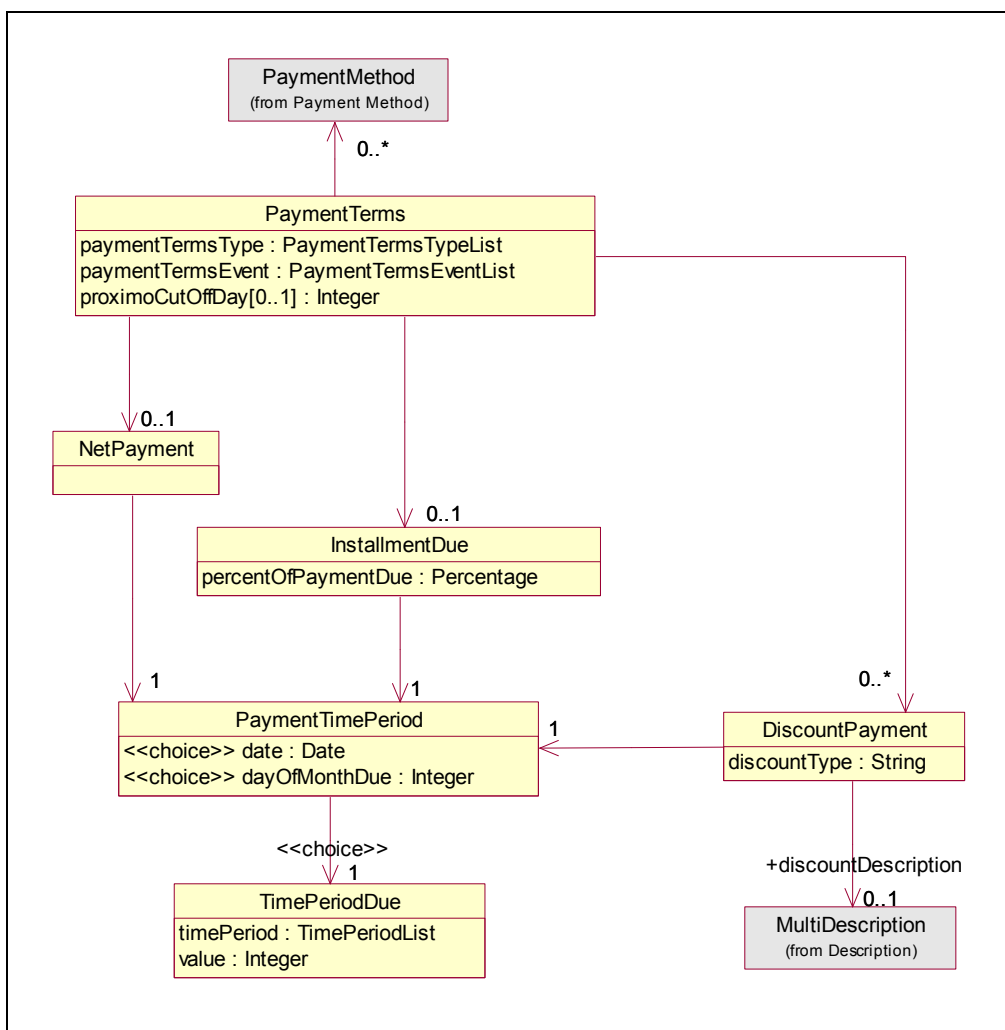 PaymentMethod
(from Payment Method)
0..*
PaymentTerms
paymentTermsType : PaymentTermsTypeList
paymentTermsEvent : PaymentTermsEventList
proximoCutOffDay[0..1] : Integer
0..1
NetPayment
0..1
InstallmentDue
percentOfPaymentDue : Percentage
1
1
0..*
PaymentTimePeriod
<<choice>> date : Date
<<choice>> dayOfMonthDue : Integer
1
DiscountPayment
discountType : String
<<choice>>
1
+discountDescription
0..1
TimePeriodDue
timePeriod : TimePeriodList
value : Integer
MultiDescription
(from Description)